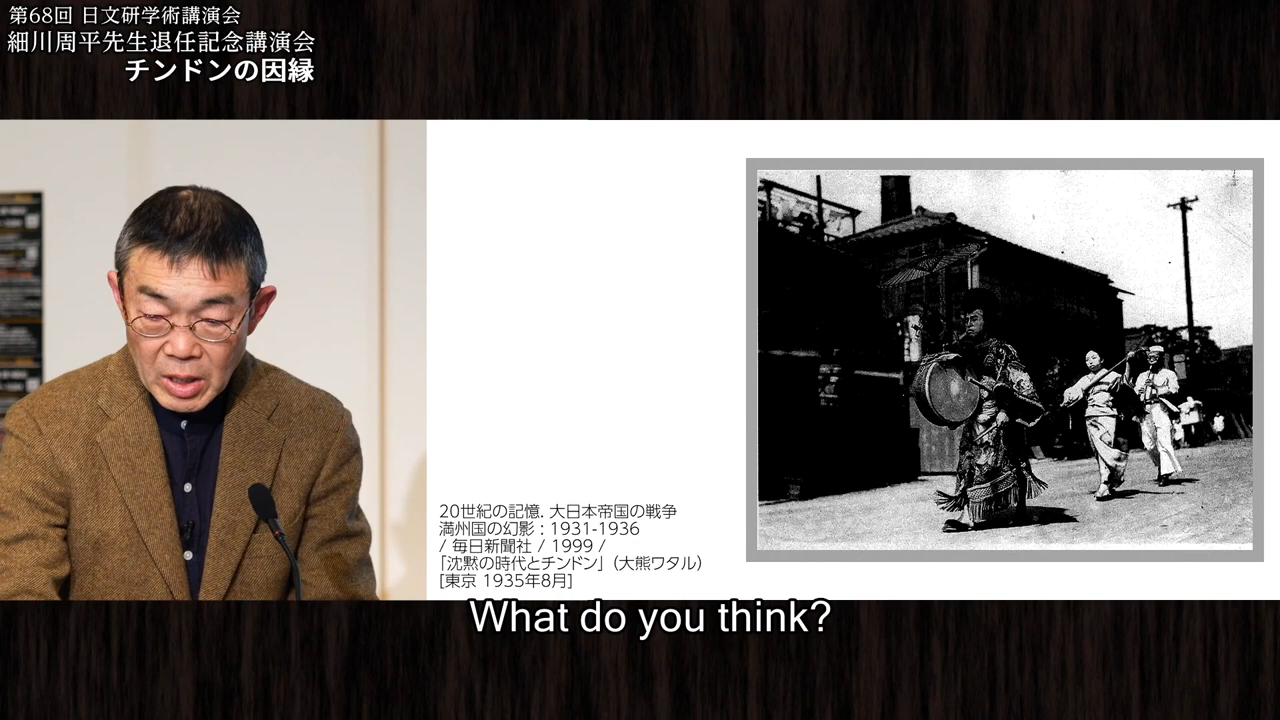 第68回 日文研学術講演会
細川周平先生退任記念講演会
チンドンの因縁
20世紀の記憶. 大日本帝国の戦争
満州国の幻影 : 1931-1936
/ 毎日新聞社 / 1999 /
「沈黙の時代とチンドン」（大熊ワタル）
[東京 1935年8月]
What do you think?